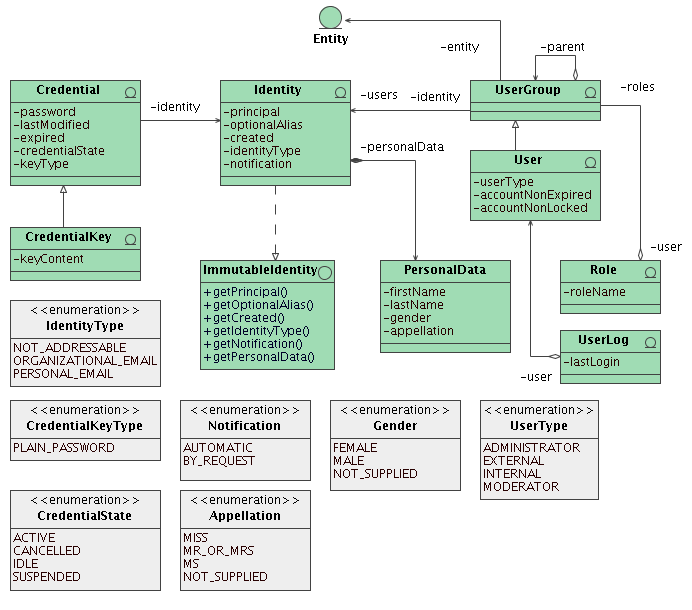 Entity
-entity
-parent
Credential
-password
-lastModified
-expired
-credentialState
-keyType
-identity
Identity
-principal
-optionalAlias
-created
-identityType
-notification
-users
-identity
UserGroup
-roles
-personalData
User
-userType
-accountNonExpired
-accountNonLocked
CredentialKey
-keyContent
-user
ImmutableIdentity
+getPrincipal()
+getOptionalAlias()
+getCreated()
+getIdentityType()
+getNotification()
+getPersonalData()
PersonalData
-firstName
-lastName
-gender
-appellation
Role
-roleName
UserLog
-lastLogin
-user
<<enumeration>>
IdentityType
NOT_ADDRESSABLE
ORGANIZATIONAL_EMAIL
PERSONAL_EMAIL
<<enumeration>>
CredentialKeyType
PLAIN_PASSWORD
<<enumeration>>
Notification
AUTOMATIC
BY_REQUEST
<<enumeration>>
Gender
FEMALE
MALE
NOT_SUPPLIED
<<enumeration>>
UserType
ADMINISTRATOR
EXTERNAL
INTERNAL
MODERATOR
<<enumeration>>
CredentialState
ACTIVE
CANCELLED
IDLE
SUSPENDED
<<enumeration>>
Appellation
MISS
MR_OR_MRS
MS
NOT_SUPPLIED